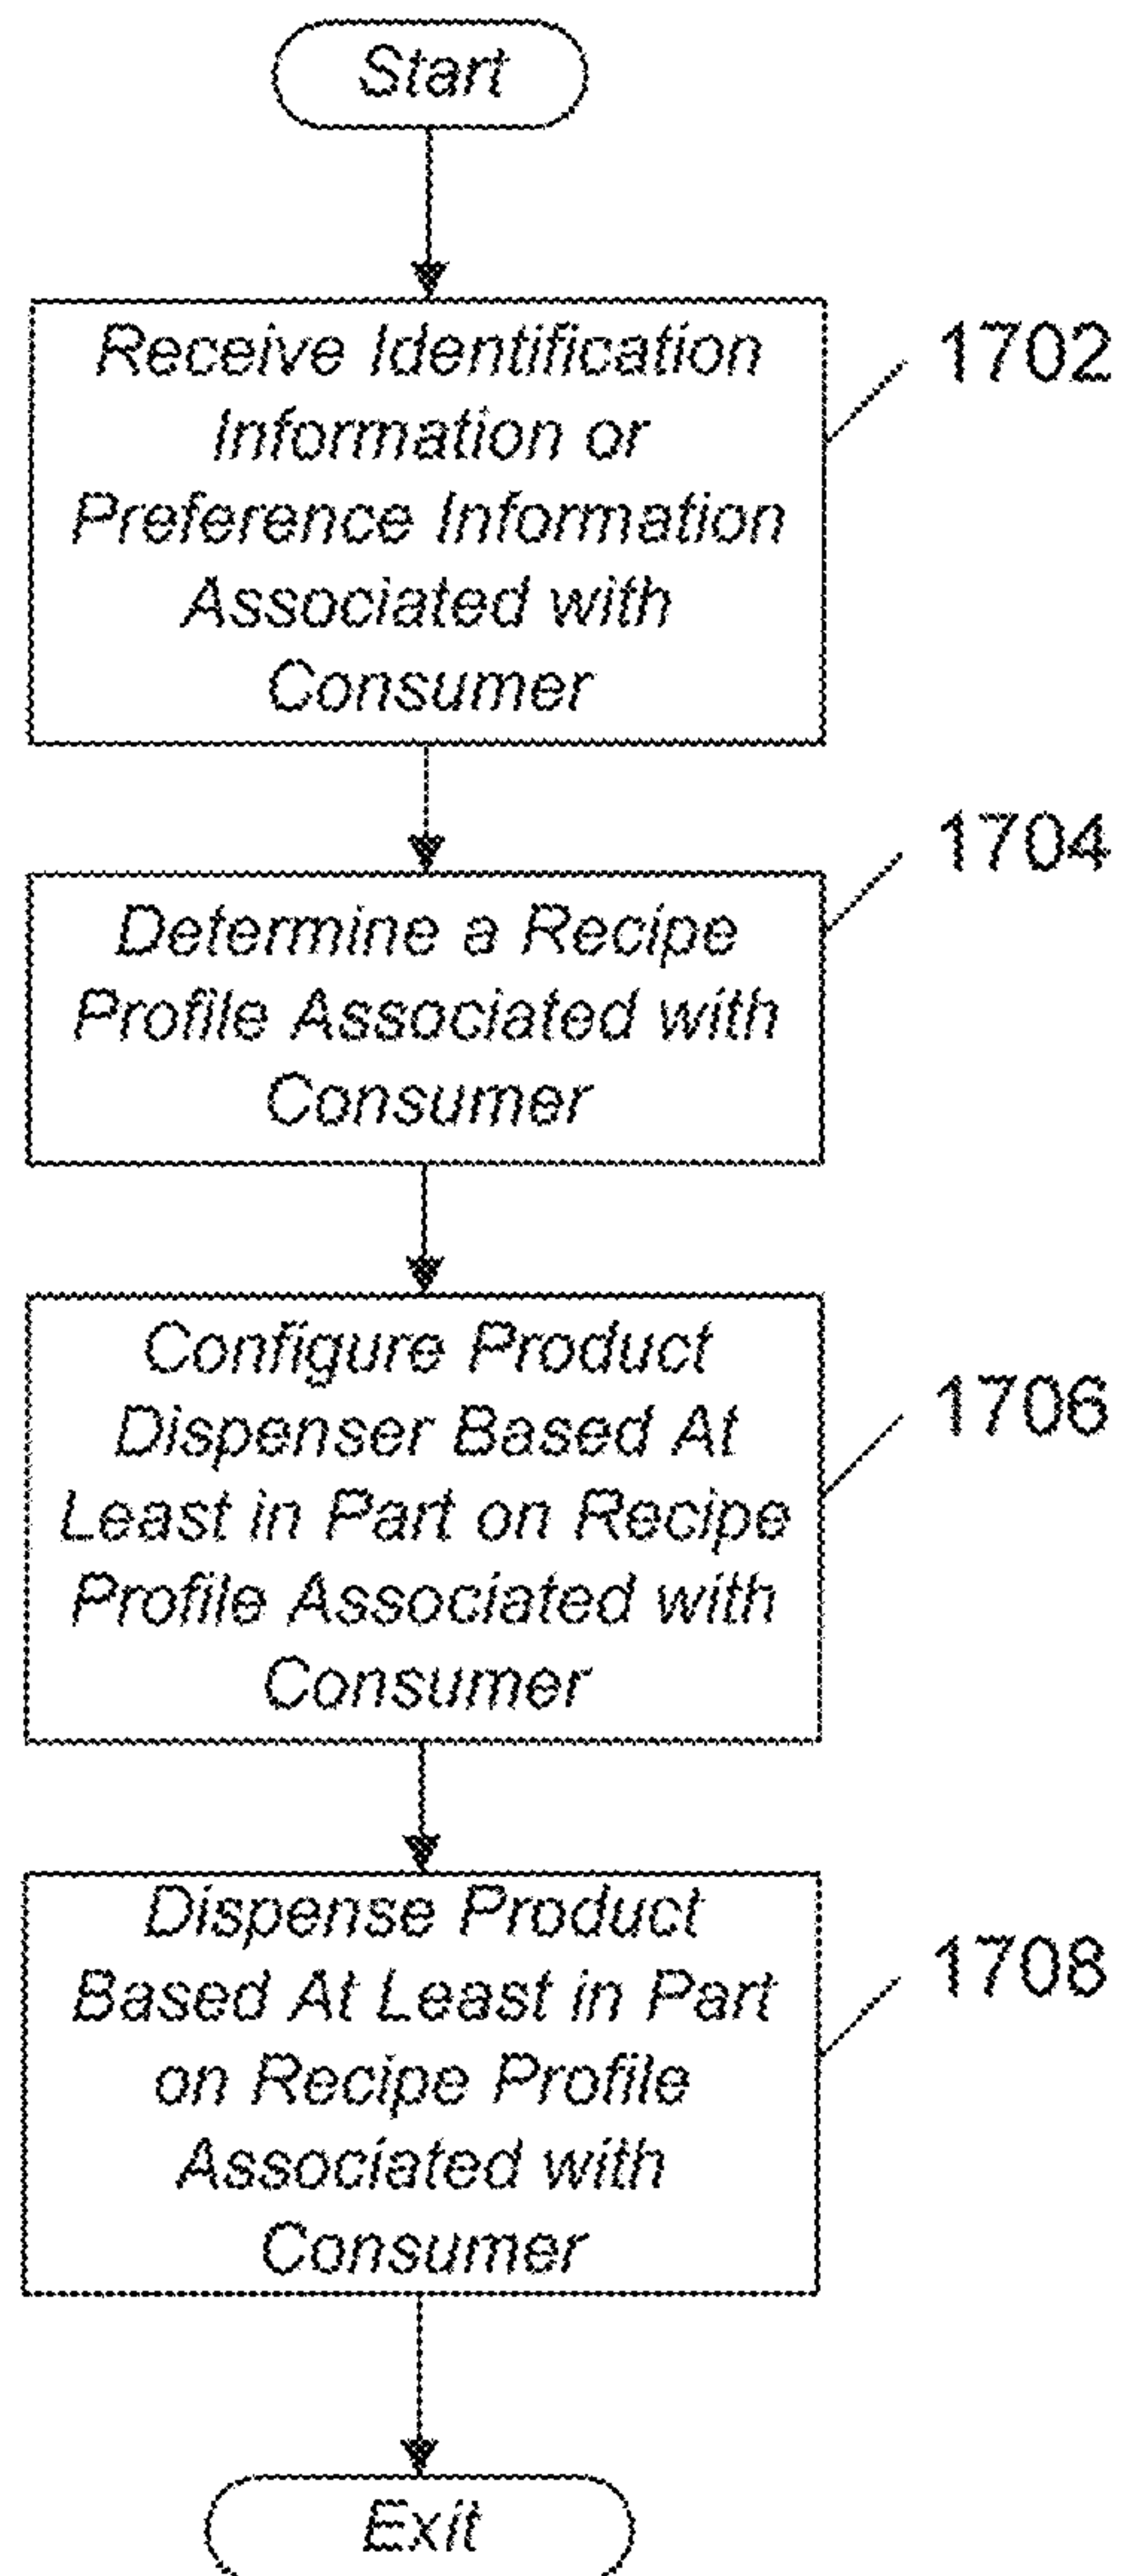 Start
Receive Identification
Information or
Preference Information
Associated with
Consumer
1702
Determine a Recipe
Profile Associated with
Consumer
1704
Configure Product
Dispenser Based At
Least in Part on Recipe
Profile Associated with
Consumer
1706
Dispense Product
Based At Least in Part
on Recipe Profile
Associated with
Consumer
1708
Exit